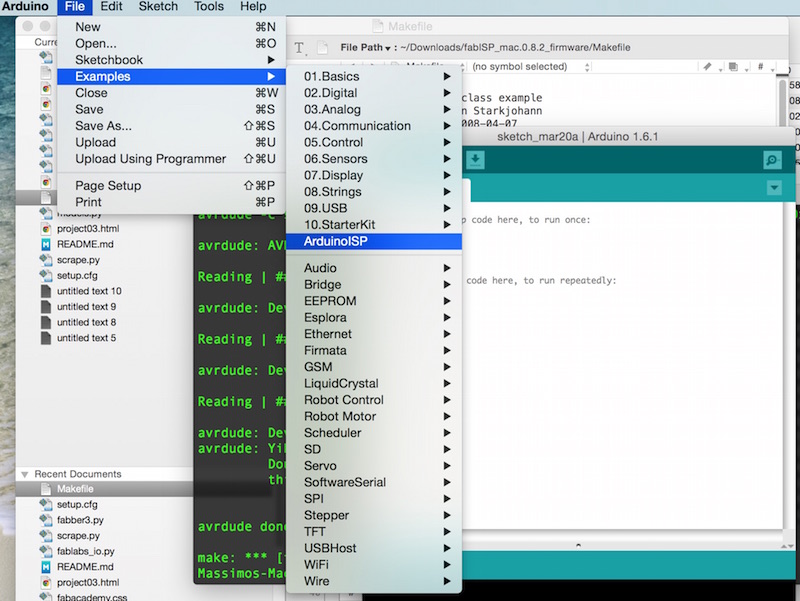 Arduino File Edit Sketch Tools Help
New ⌘N
Open... ⌘O
Sketchbook
Examples
Close ⌘W
Save ⌘S
Save As... ⇧⌘S
Upload ⌘U
Upload Using Programmer ⇧⌘U
Page Setup ⇧⌘P
Print ⌘P
01.Basics
02.Digital
03.Analog
04.Communication
05.Control
06.Sensors
07.Display
08.Strings
09.USB
10.StarterKit
ArduinoISP
Audio
Bridge
EEPROM
Esplora
Ethernet
Firmata
GSM
LiquidCrystal
Robot Control
Robot Motor
Scheduler
SD
Servo
SoftwareSerial
SPI
Stepper
TFT
USBHost
WiFi
Wire
Makefile
File Path ▾ : ~/Downloads/fabISP_mac.0.8.2_firmware/Makefile
(no symbol selected)
#
class example
n Starkjohann
008-04-07
sketch_mar20a | Arduino 1.6.1
p code here, to run once:
code here, to run repeatedly:
Curre
project03.html
README.md
scrape.py
setup.cfg
untitled text 10
untitled text 9
untitled text 8
untitled text 5
Recent Documents
Makefile
setup.cfg
fabber3.py
scrape.py
fablabs_io.py
README.md
project03.html
fabacademy.css
avrdude: AV
Reading | ##
avrdude: Dev
Reading | ##
avrdude: Dev
Reading | ##
avrdude: Dev
avrdude: Yi
Dou
thi
avrdude done
make: *** [
Massimos-Mac